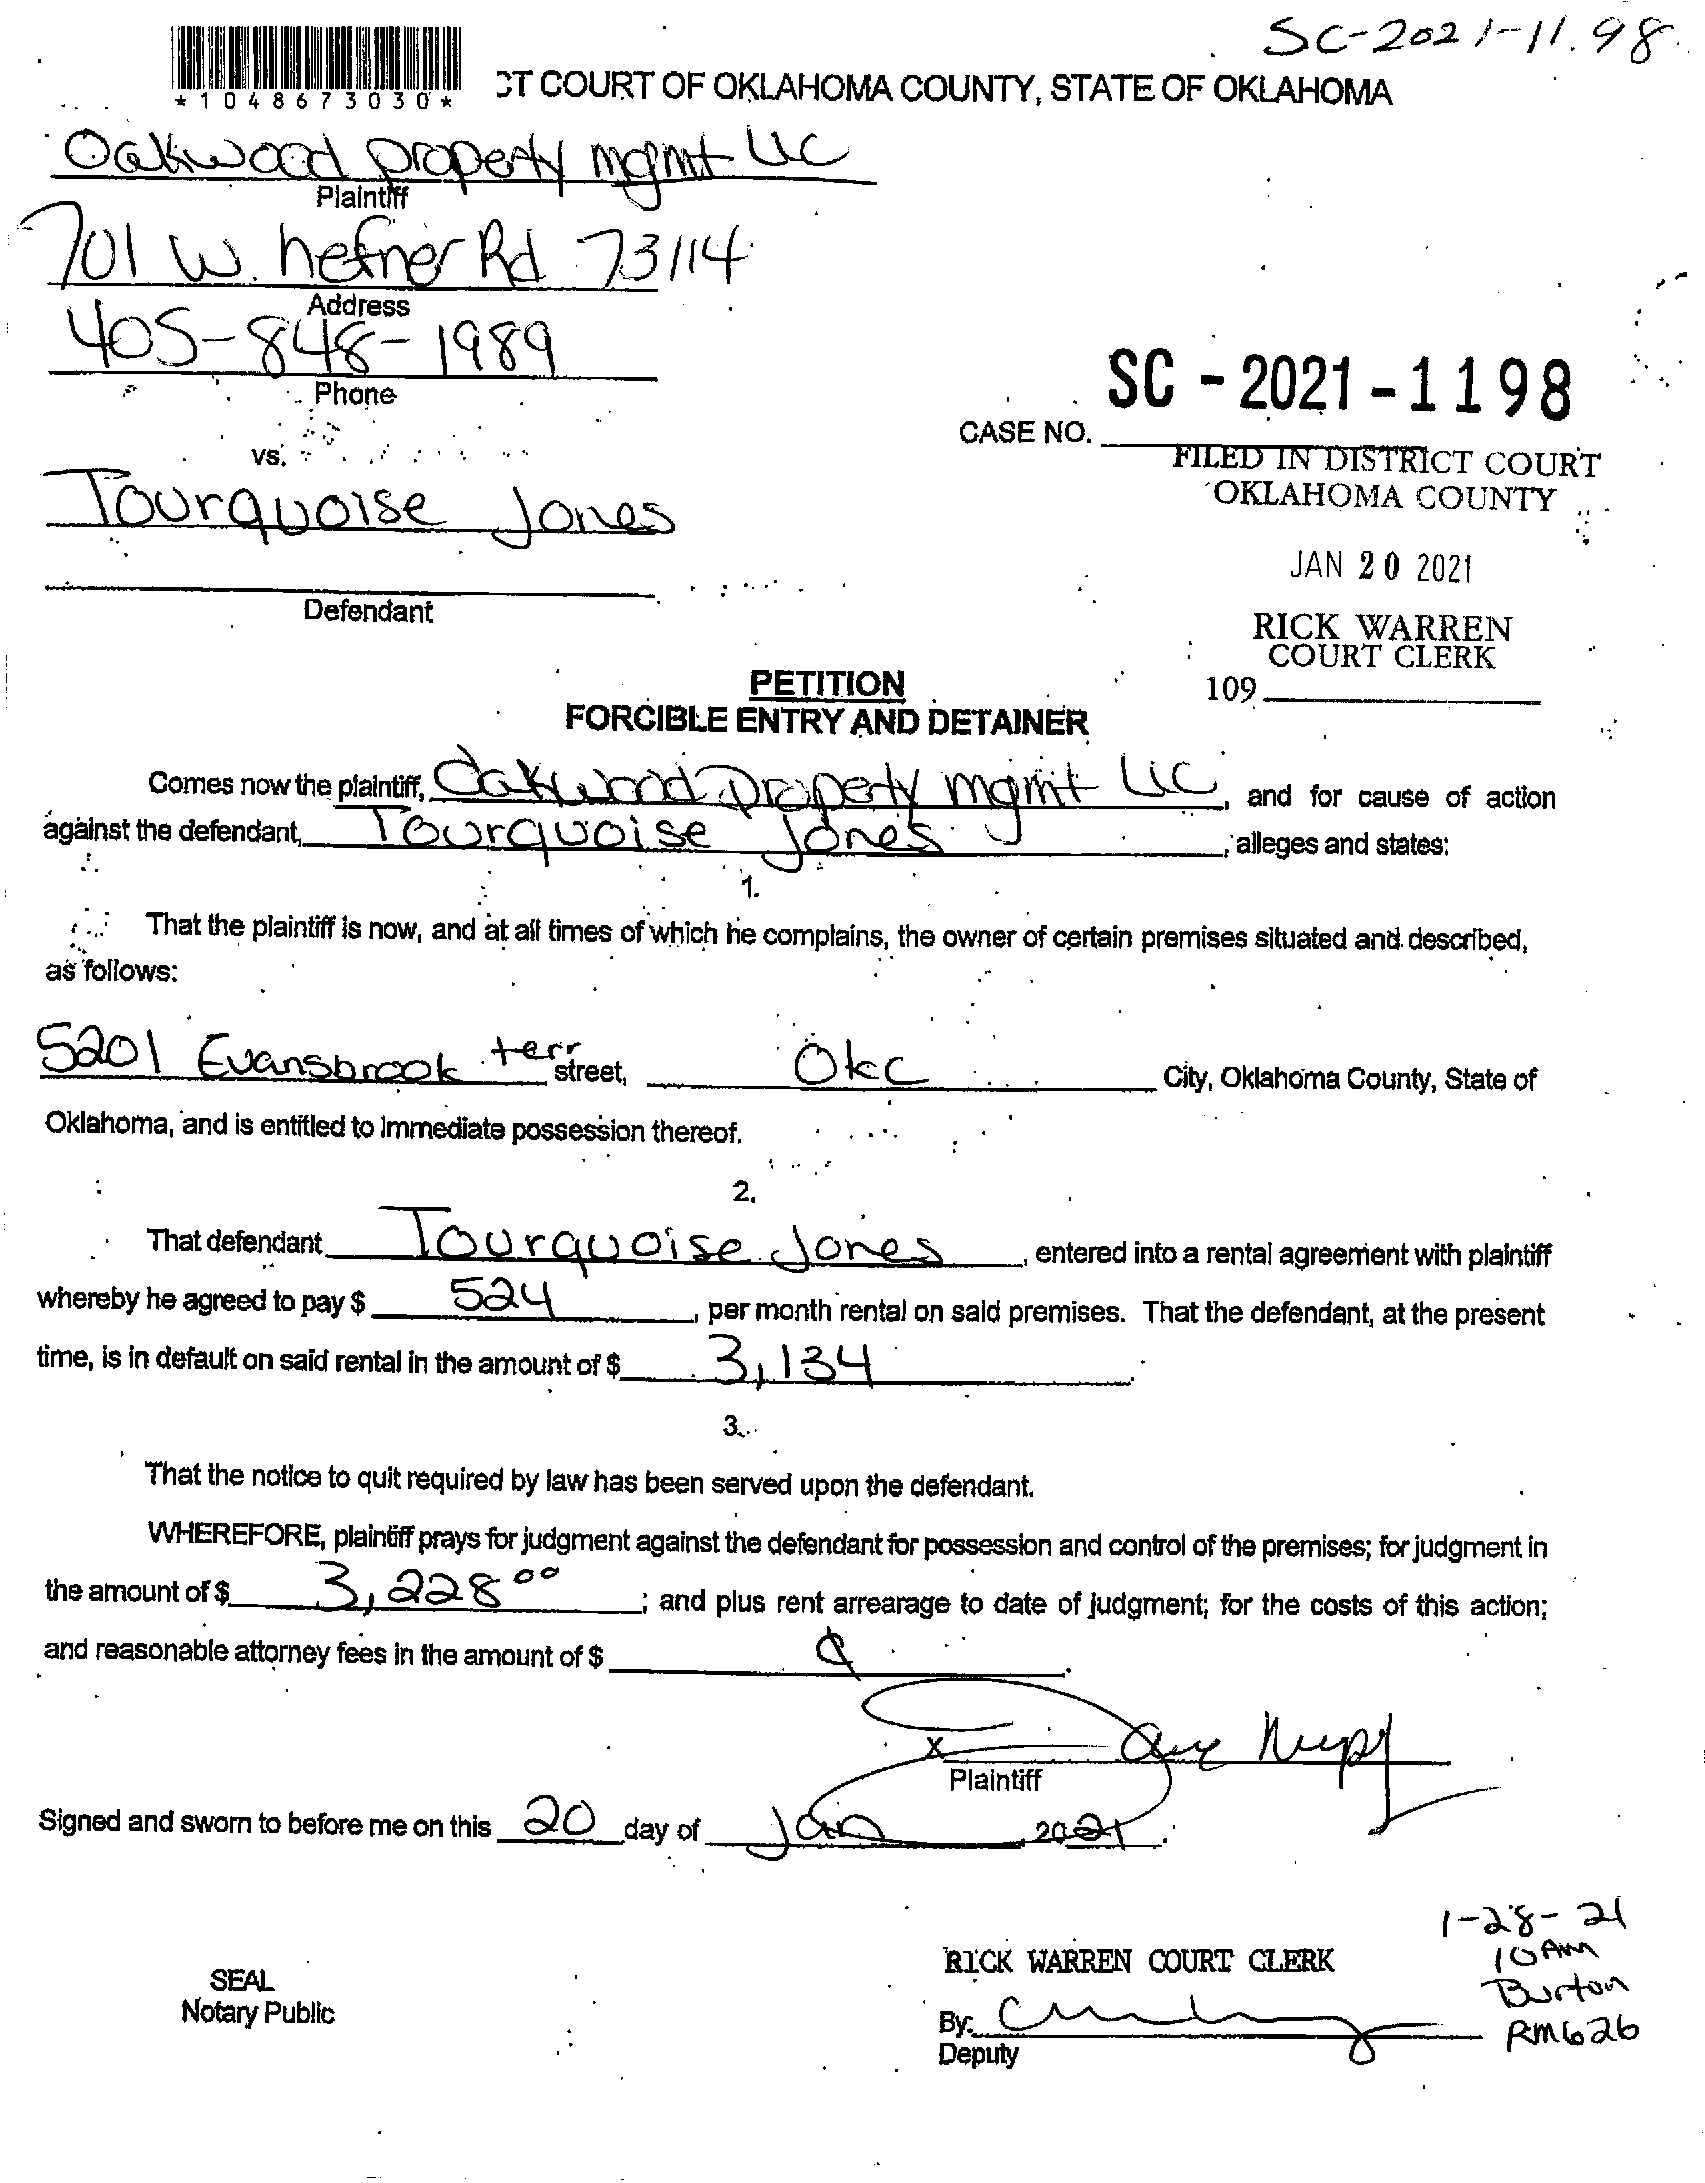 SC-2021-11.98
*1048673030*
CT COURT OF OKLAHOMA COUNTY, STATE OF OKLAHOMA
Oakwood property mgmt LLC
Plaintiff
701 W. hefner Rd 73114
Address
405-848-1989
Phone
vs.
SC-2021-1198
CASE NO.
FILED IN DISTRICT COURT
OKLAHOMA COUNTY
Tourquoise Jones
JAN 20 2021
Defendant
RICK WARREN
COURT CLERK
109
PETITION
FORCIBLE ENTRY AND DETAINER
Comes now the plaintiff, Oakwood Property mgmt LLC, and for cause of action
against the defendant, Tourquoise Jones, alleges and states:
1.
That the plaintiff is now, and at all times of which he complains, the owner of certain premises situated and described,
as follows:
5201 Evansbrook terr street, OKC City, Oklahoma County, State of
Oklahoma, and is entitled to immediate possession thereof.
2.
That defendant Tourquoise Jones, entered into a rental agreement with plaintiff
whereby he agreed to pay $ 524, per month rental on said premises. That the defendant, at the present
time, is in default on said rental in the amount of $ 3,134.
3.
That the notice to quit required by law has been served upon the defendant.
WHEREFORE, plaintiff prays for judgment against the defendant for possession and control of the premises; for judgment in
the amount of $ 3,228 00; and plus rent arrearage to date of judgment; for the costs of this action;
and reasonable attorney fees in the amount of $
x
Plaintiff
Signed and sworn to before me on this 20 day of Jan, 2021.
1-28-21
10AM
Burton
RM626
RICK WARREN COURT CLERK
SEAL
Notary Public
By:
Deputy